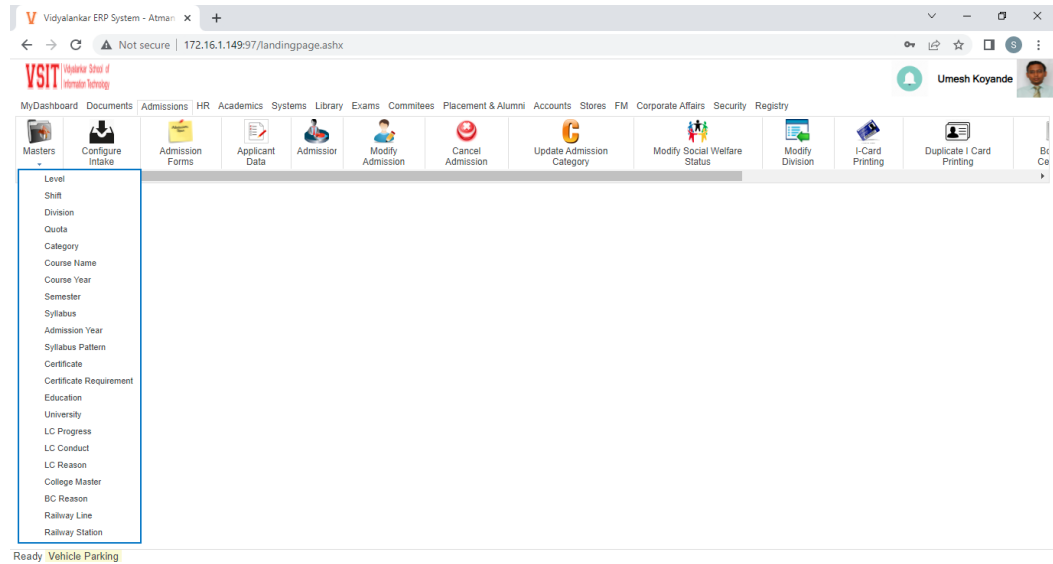 Vidyalankar ERP System - Atman
Not secure | 172.16.1.149:97/landingpage.ashx
S
VSIT Vidyalankar School of
Information Technology
Umesh Koyande
MyDashboard Documents Admissions HR Academics Systems Library Exams Commitees Placement & Alumni Accounts Stores FM Corporate Affairs Security Registry
Masters Configure Intake Admission Forms Applicant Data Admission Modify Admission Cancel Admission Update Admission Category Modify Social Welfare Status Modify Division I-Card Printing Duplicate I Card Printing
Level
Shift
Division
Quota
Category
Course Name
Course Year
Semester
Syllabus
Admission Year
Syllabus Pattern
Certificate
Certificate Requirement
Education
University
LC Progress
LC Conduct
LC Reason
College Master
BC Reason
Railway Line
Railway Station
Ready Vehicle Parking